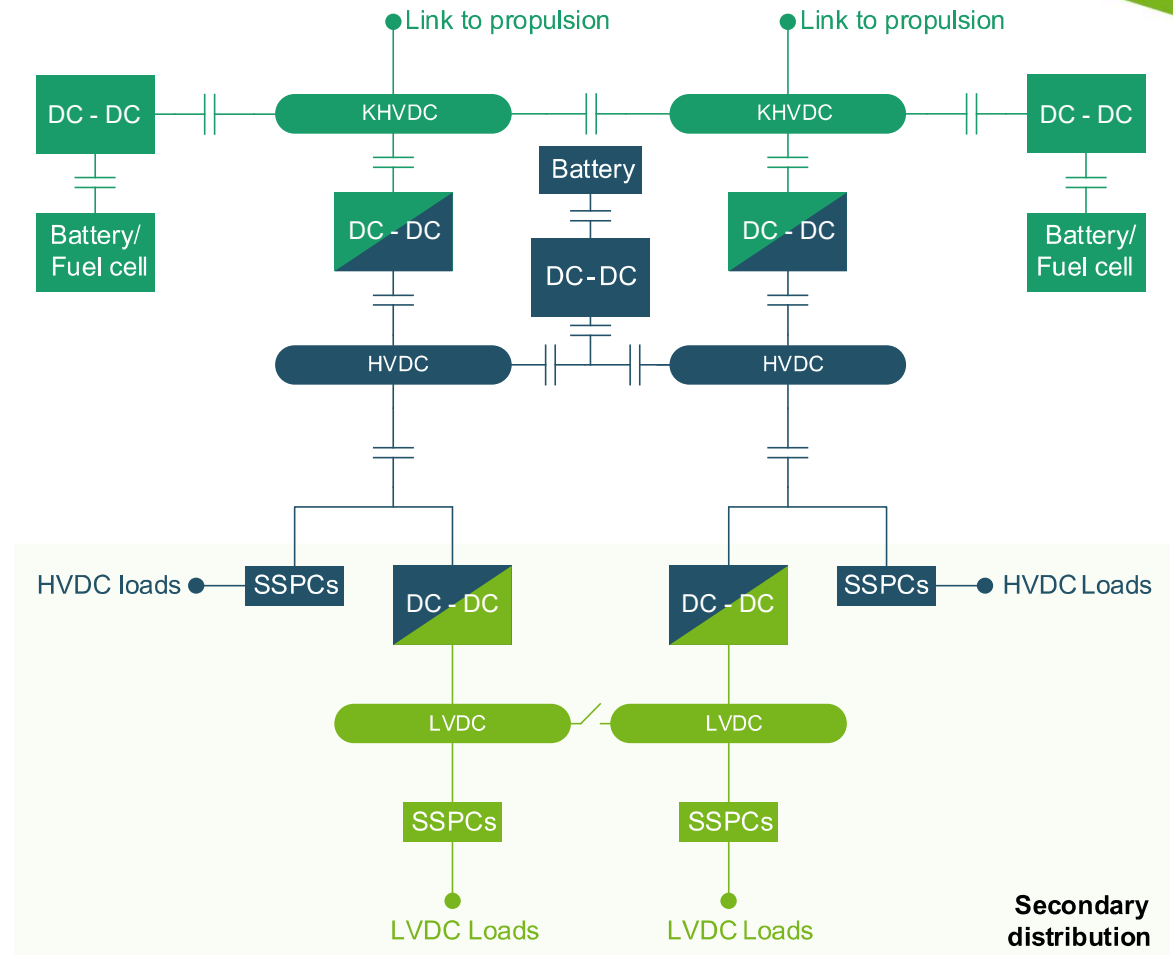 Link to propulsion
Link to propulsion
DC - DC
KHVDC
KHVDC
DC - DC
Battery
Battery/
Fuel cell
DC - DC
DC - DC
Battery/
Fuel cell
DC - DC
HVDC
HVDC
HVDC loads
SSPCs
DC - DC
DC - DC
SSPCs
HVDC Loads
LVDC
LVDC
SSPCs
SSPCs
LVDC Loads
LVDC Loads
Secondary
distribution